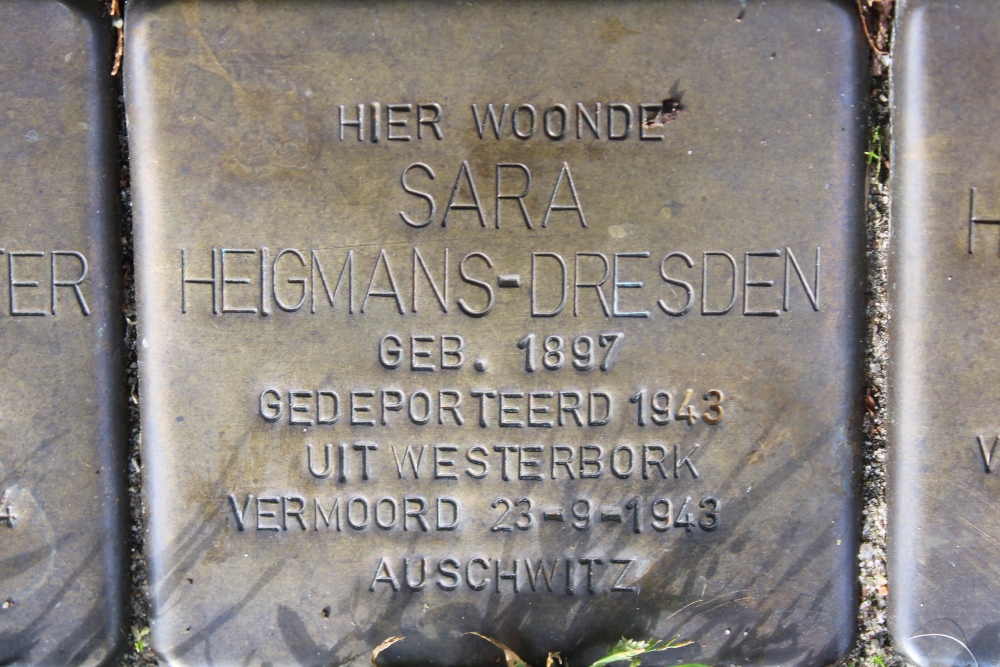 HIER WOONDE
SARA
HEIGMANS-DRESDEN
GEB. 1897
GEDEPORTEERD 1943
UIT WESTERBORK
VERMOORD 23-9-1943
AUSCHWITZ